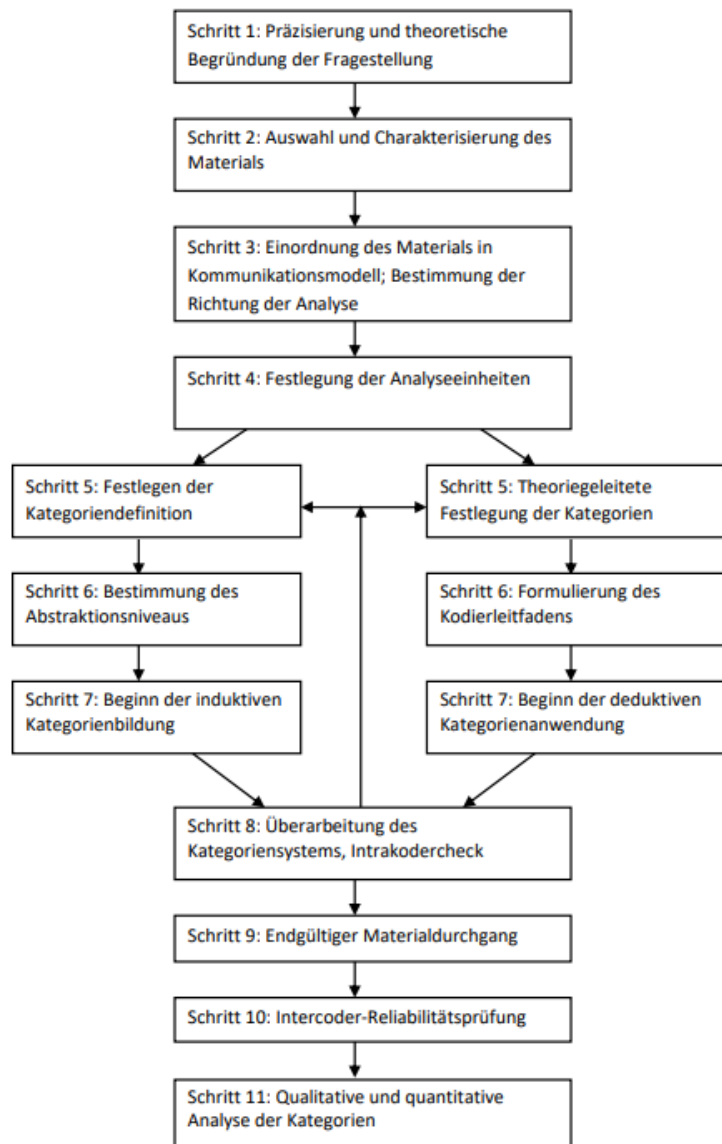 Schritt 1: Präzisierung und theoretische
Begründung der Fragestellung
Schritt 2: Auswahl und Charakterisierung des
Materials
Schritt 3: Einordnung des Materials in
Kommunikationsmodell; Bestimmung der
Richtung der Analyse
Schritt 4: Festlegung der Analyseeinheiten
Schritt 5: Festlegen der
Kategoriendefinition
Schritt 5: Theoriegeleitete
Festlegung der Kategorien
Schritt 6: Bestimmung des
Abstraktionsniveaus
Schritt 6: Formulierung des
Kodierleitfadens
Schritt 7: Beginn der induktiven
Kategorienbildung
Schritt 7: Beginn der deduktiven
Kategorienanwendung
Schritt 8: Überarbeitung des
Kategoriensystems, Intrakodercheck
Schritt 9: Endgültiger Materialdurchgang
Schritt 10: Intercoder-Reliabilitätsprüfung
Schritt 11: Qualitative und quantitative
Analyse der Kategorien